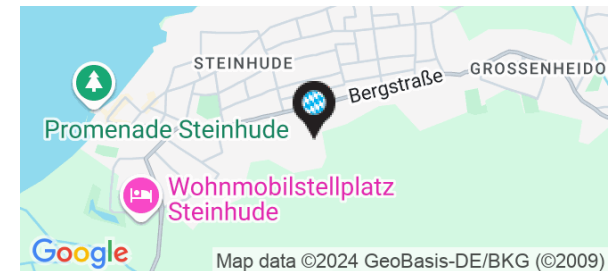 STEINHUDE
Bergstraße
GROSSENHEIDO
Promenade Steinhude
Wohnmobilstellplatz
Steinhude
Google
Map data ©2024 GeoBasis-DE/BKG (©2009)